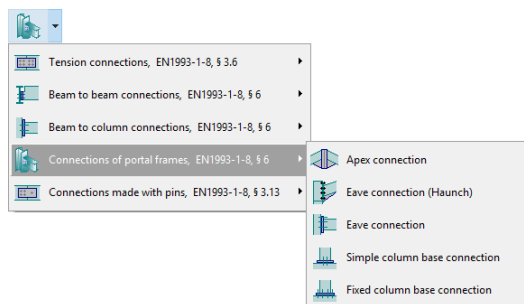 Tension connections, EN1993-1-8, § 3.6
Beam to beam connections, EN1993-1-8, § 6
Beam to column connections, EN1993-1-8, § 6
Connections of portal frames, EN1993-1-8, § 6
Connections made with pins, EN1993-1-8, § 3.13
Apex connection
Eave connection (Haunch)
Eave connection
Simple column base connection
Fixed column base connection